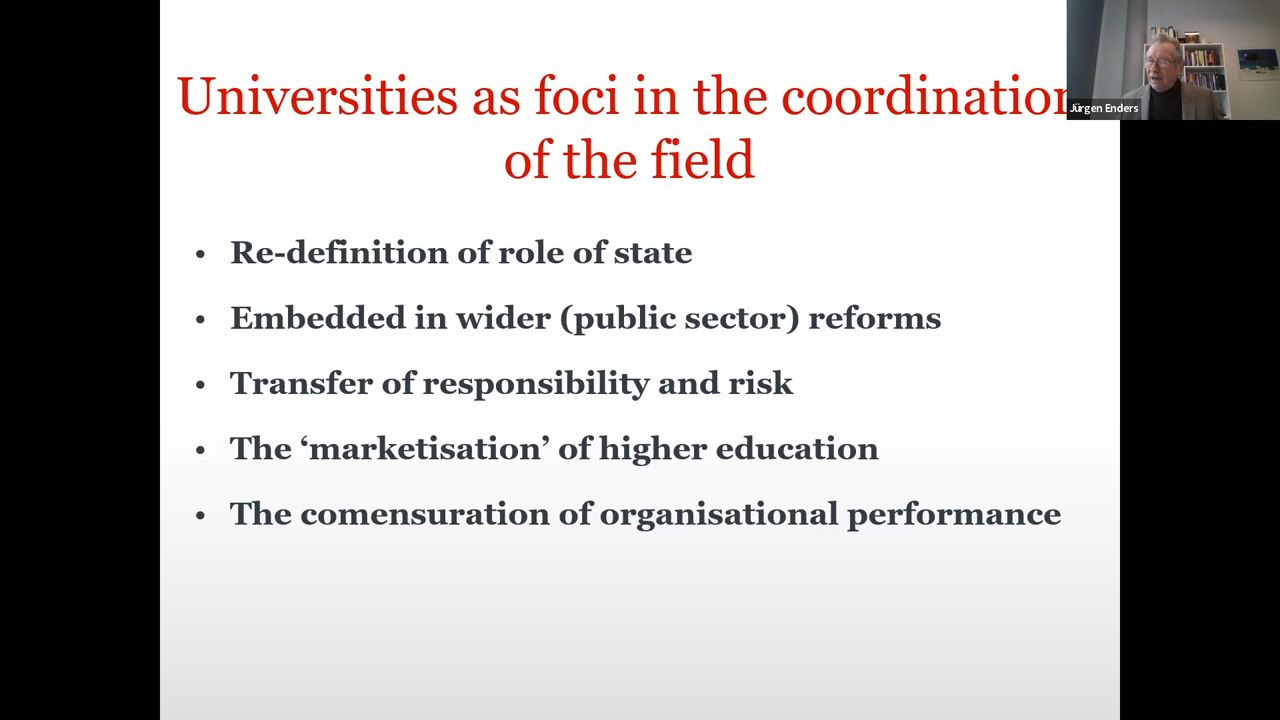 Universities as foci in the coordination
of the field
Jürgen Enders
• Re-definition of role of state
• Embedded in wider (public sector) reforms
• Transfer of responsibility and risk
• The ‘marketisation’ of higher education
• The comensuration of organisational performance